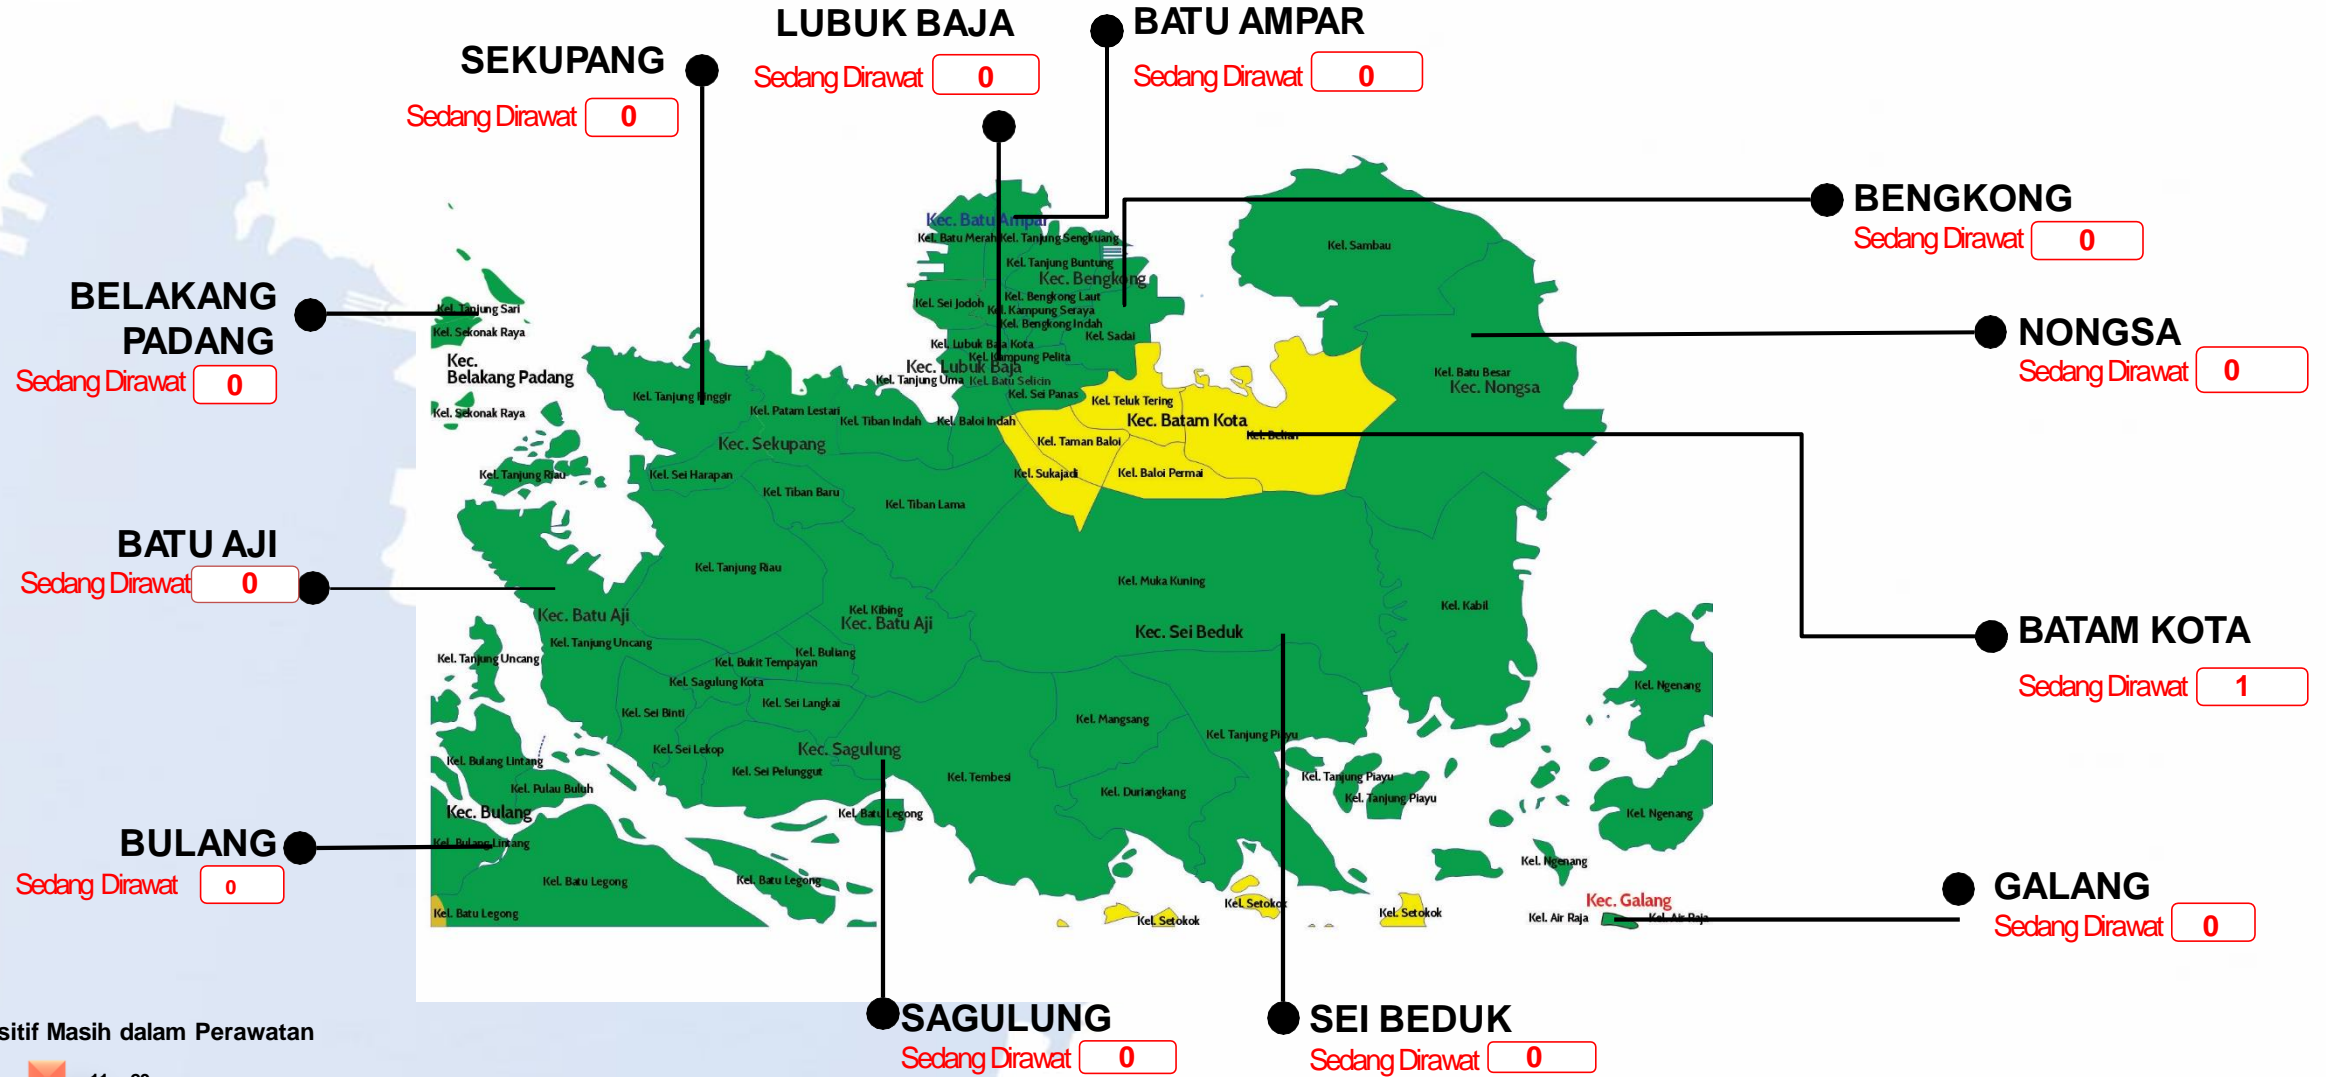 LUBUK BAJA
Sedang Dirawat 0
BATU AMPAR
Sedang Dirawat 0
SEKUPANG
Sedang Dirawat 0
BENGKONG
Sedang Dirawat 0
BELAKANG
PADANG
Sedang Dirawat 0
NONGSA
Sedang Dirawat 0
BATU AJI
Sedang Dirawat 0
BATAM KOTA
Sedang Dirawat 1
BULANG
Sedang Dirawat 0
GALANG
Sedang Dirawat 0
SAGULUNG
Sedang Dirawat 0
SEI BEDUK
Sedang Dirawat 0
Kec. Batu Ampar
Kel. Batu Merah
Kel. Tanjung Sengkuang
Kel. Tanjung Buntung
Kec. Bengkong
Kel. Bengkong Laut
Kel. Sei Jodoh
Kel. Kampung Seraya
Kel. Bengkong Indah
Kel. Sadai
Kel. Lubuk Baja Kota
Kel. Kampung Pelita
Kec. Lubuk Baja
Kel. Tanjung Uma
Kel. Batu Selicin
Kel. Sei Panas
Kel. Sambau
Kel. Batu Besar
Kec. Nongsa
Kel. Teluk Tering
Kec. Batam Kota
Kel. Belian
Kel. Taman Baloi
Kel. Sukajadi
Kel. Baloi Permai
Kel. Tanjung Sari
Kel. Sekonak Raya
Kec.
Belakang Padang
Kel. Sekonak Raya
Kel. Tanjung Riau
Kel. Tanjung Pinggir
Kel. Patam Lestari
Kel. Tiban Indah
Kel. Baloi Indah
Kec. Sekupang
Kel. Sei Harapan
Kel. Tiban Baru
Kel. Tiban Lama
Kel. Tanjung Riau
Kel. Muka Kuning
Kec. Sei Beduk
Kel. Kabil
Kec. Batu Aji
Kel. Tanjung Uncang
Kel. Tanjung Uncang
Kel. Kibing
Kec. Batu Aji
Kel. Buliang
Kel. Bukit Tempayan
Kel. Sagulung Kota
Kel. Sei Langkai
Kel. Sei Binti
Kel. Sei Lekop
Kec. Sagulung
Kel. Sei Pelunggut
Kel. Tembesi
Kel. Mangsang
Kel. Tanjung Piayu
Kel. Duriangkang
Kel. Tanjung Piayu
Kel. Tanjung Piayu
Kel. Ngenang
Kel. Ngenang
Kel. Ngenang
Kel. Bulang Lintang
Kel. Pulau Buluh
Kec. Bulang
Kel. Bulang Lintang
Kel. Batu Legong
Kel. Batu Legong
Kel. Batu Legong
Kel. Batu Legong
Kel. Setokok
Kel. Setokok
Kel. Setokok
Kec. Galang
Kel. Air Raja
Kel. Air Raja
sitif Masih dalam Perawatan